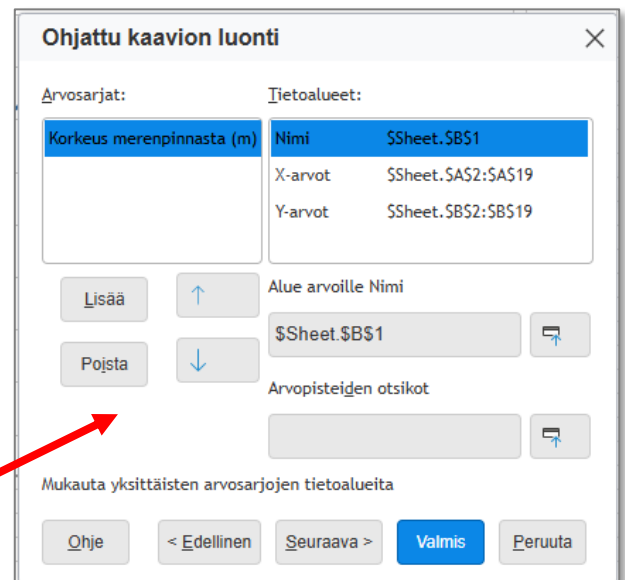 Ohjattu kaavion luonti
Arvosarjat:
Tietoalueet:
Korkeus merenpinnasta (m)
Nimi $Sheet.$B$1
X-arvot $Sheet.$A$2:$A$19
Y-arvot $Sheet.$B$2:$B$19
Lisää
Poista
Alue arvoille Nimi
$Sheet.$B$1
Arvopisteiden otsikot
Mukauta yksittäisten arvosarjojen tietoalueita
Ohje
< Edellinen
Seuraava >
Valmis
Peruuta